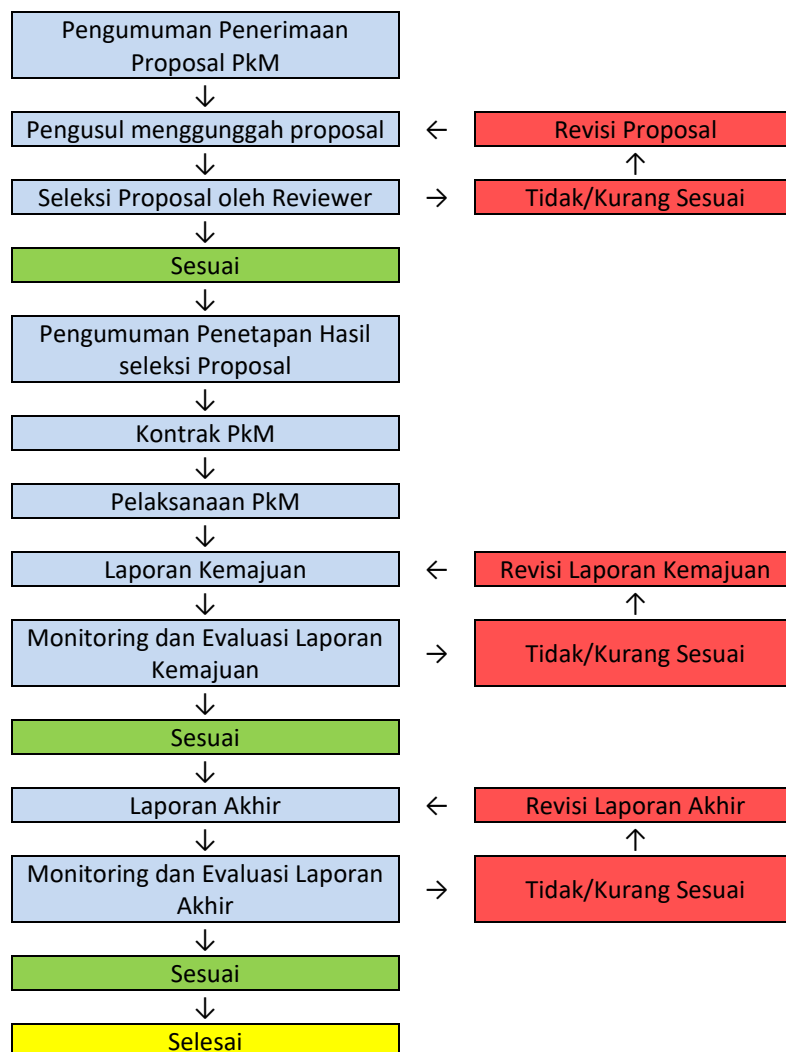 Pengumuman Penerimaan
Proposal PkM
↓
Pengusul menggunggah proposal ← Revisi Proposal
↓ ↑
Seleksi Proposal oleh Reviewer → Tidak/Kurang Sesuai
↓
Sesuai
↓
Pengumuman Penetapan Hasil
seleksi Proposal
↓
Kontrak PkM
↓
Pelaksanaan PkM
↓
Laporan Kemajuan ← Revisi Laporan Kemajuan
↓ ↑
Monitoring dan Evaluasi Laporan
Kemajuan → Tidak/Kurang Sesuai
↓
Sesuai
↓
Laporan Akhir ← Revisi Laporan Akhir
↓ ↑
Monitoring dan Evaluasi Laporan
Akhir → Tidak/Kurang Sesuai
↓
Sesuai
↓
Selesai